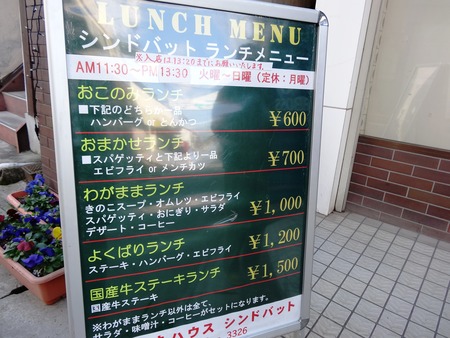 LUNCH MENU
シンドバット ランチメニュー
※入店は13:20までにお願いいたします。
AM11:30～PM13:30 火曜～日曜(定休:月曜)
おこのみランチ
■下記のどちらか一品
ハンバーグ or とんかつ
￥600
おまかせランチ
■スパゲッティと下記より一品
エビフライ or メンチカツ
￥700
わがままランチ
きのこスープ・オムレツ・エビフライ
スパゲッティ・おにぎり・サラダ
デザート・コーヒー
￥1,000
よくばりランチ
ステーキ・ハンバーグ・エビフライ
￥1,200
国産牛ステーキランチ
国産牛ステーキ
￥1,500
※わがままランチ以外は全て、
サラダ・味噌汁・コーヒーがセットになります。
ハウス シンドバット
3326